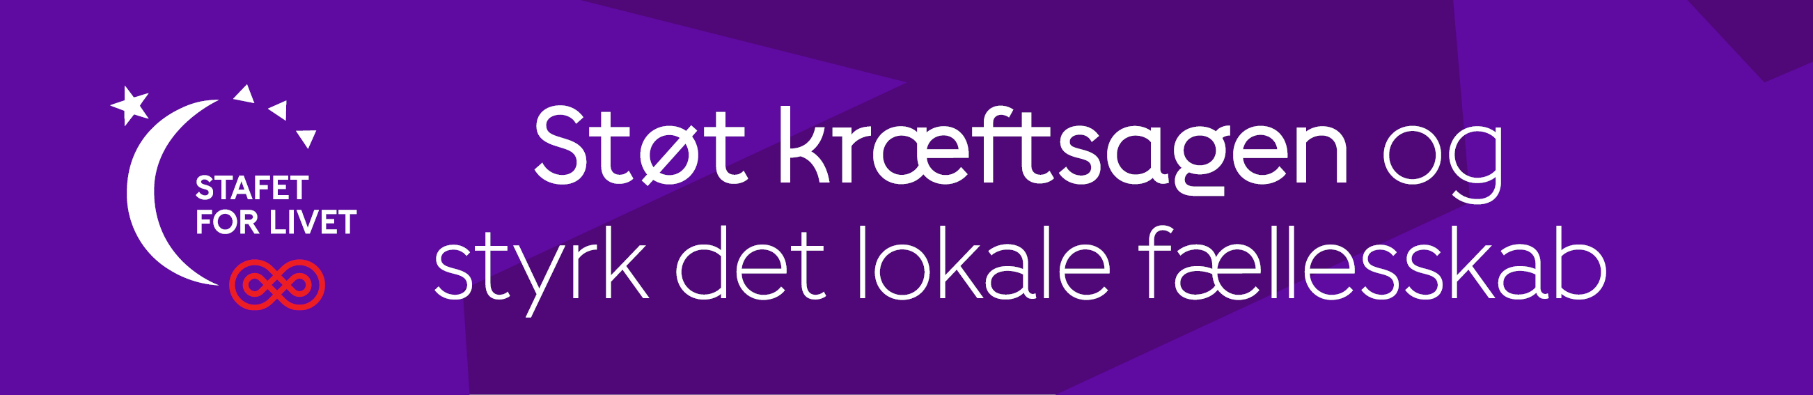 STAFET
FOR LIVET
Støt kræftsagen og
styrk det lokale fællesskab